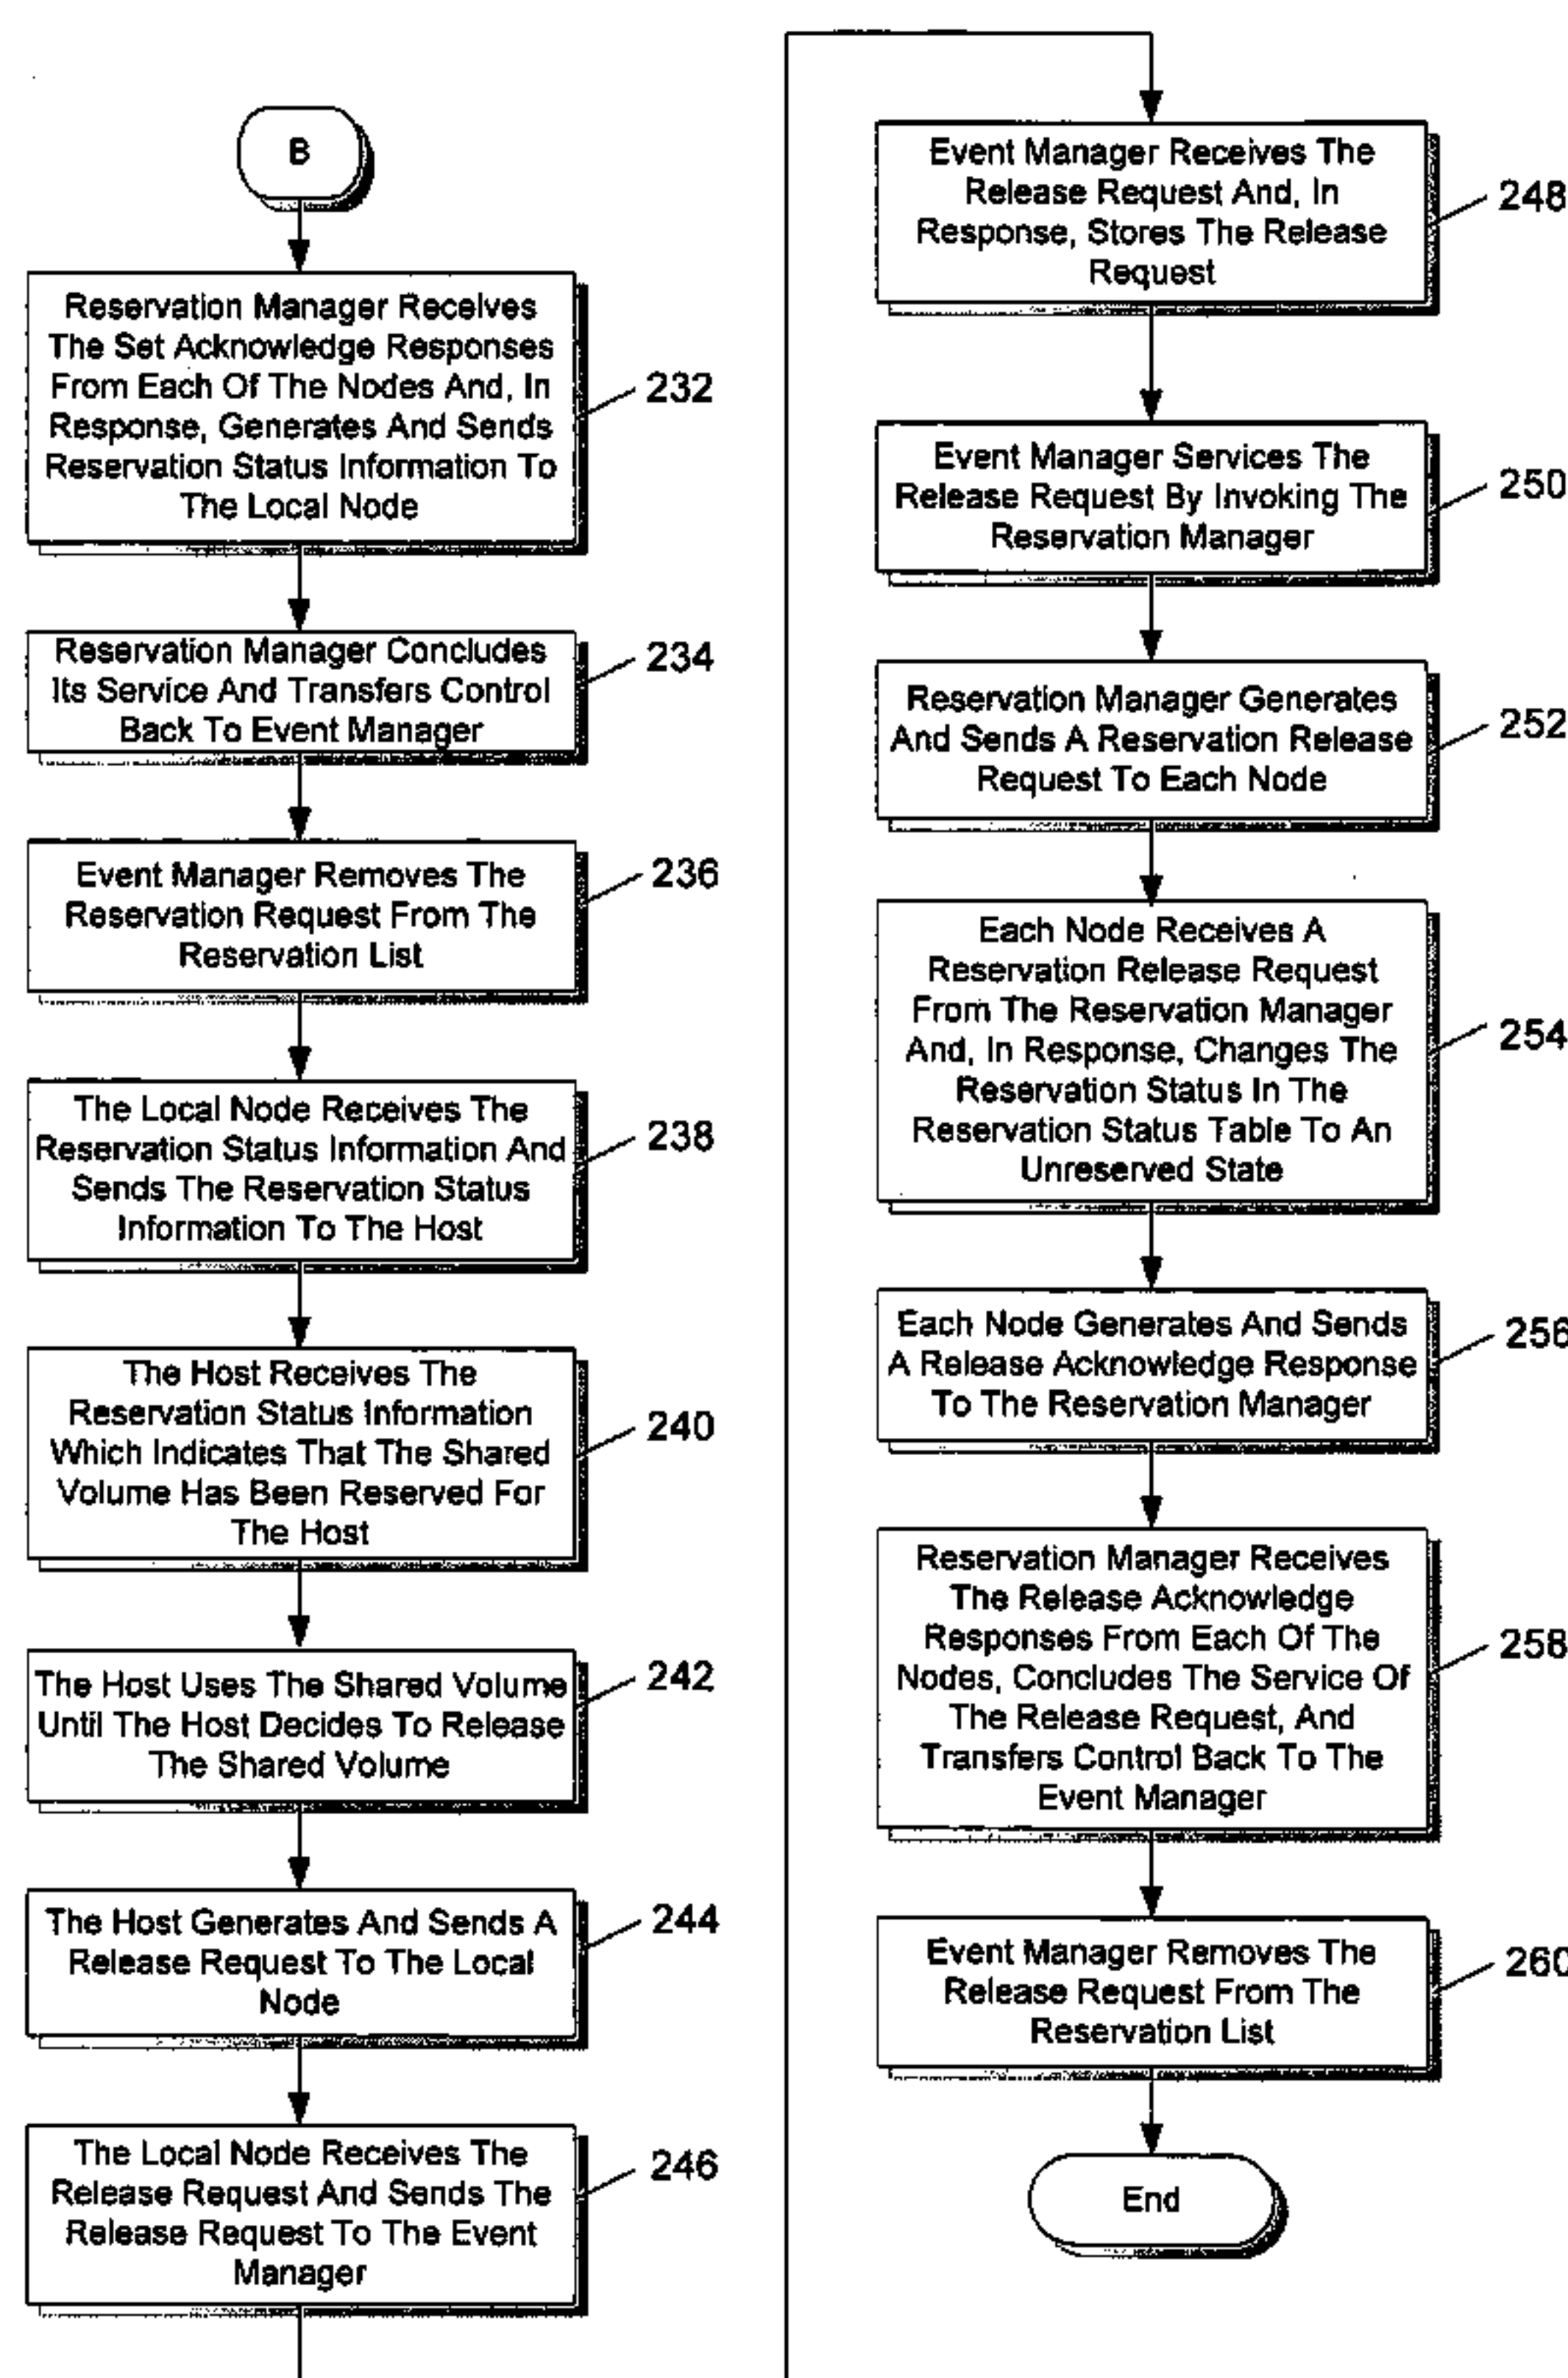 B
Reservation Manager Receives
The Set Acknowledge Responses
From Each Of The Nodes And, In
Response, Generates And Sends
Reservation Status Information To
The Local Node
232
Reservation Manager Concludes
Its Service And Transfers Control
Back To Event Manager
234
Event Manager Removes The
Reservation Request From The
Reservation List
236
The Local Node Receives The
Reservation Status Information And
Sends The Reservation Status
Information To The Host
238
The Host Receives The
Reservation Status Information
Which Indicates That The Shared
Volume Has Been Reserved For
The Host
240
The Host Uses The Shared Volume
Until The Host Decides To Release
The Shared Volume
242
The Host Generates And Sends A
Release Request To The Local
Node
244
The Local Node Receives The
Release Request And Sends The
Release Request To The Event
Manager
246
Event Manager Receives The
Release Request And, In
Response, Stores The Release
Request
248
Event Manager Services The
Release Request By Invoking The
Reservation Manager
250
Reservation Manager Generates
And Sends A Reservation Release
Request To Each Node
252
Each Node Receives A
Reservation Release Request
From The Reservation Manager
And, In Response, Changes The
Reservation Status In The
Reservation Status Table To An
Unreserved State
254
Each Node Generates And Sends
A Release Acknowledge Response
To The Reservation Manager
256
Reservation Manager Receives
The Release Acknowledge
Responses From Each Of The
Nodes, Concludes The Service Of
The Release Request, And
Transfers Control Back To The
Event Manager
258
Event Manager Removes The
Release Request From The
Reservation List
260
End